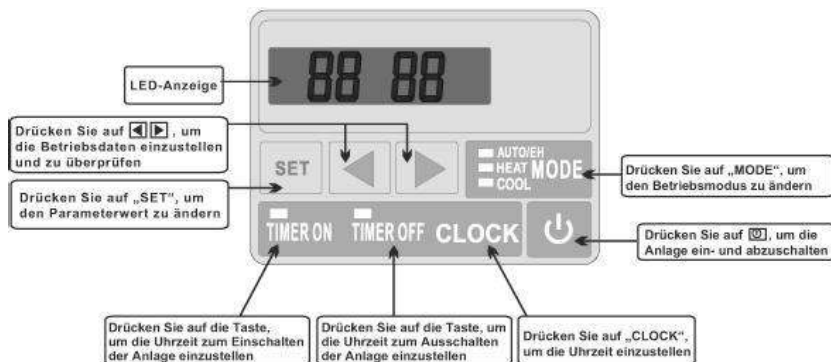 88 88
LED-Anzeige
Drücken Sie auf ◀ ▶, um
die Betriebsdaten einzustellen
und zu überprüfen
Drücken Sie auf „SET“, um
den Parameterwert zu ändern
SET
AUTO/EH
HEAT
COOL
MODE
Drücken Sie auf „MODE“, um
den Betriebsmodus zu ändern
TIMER ON
TIMER OFF
CLOCK
Drücken Sie auf ⏻, um die
Anlage ein- und abzuschalten
Drücken Sie auf die Taste,
um die Uhrzeit zum Einschalten
der Anlage einzustellen
Drücken Sie auf die Taste, um
die Uhrzeit zum Ausschalten
der Anlage einzustellen
Drücken Sie auf „CLOCK“,
um die Uhrzeit einzustellen